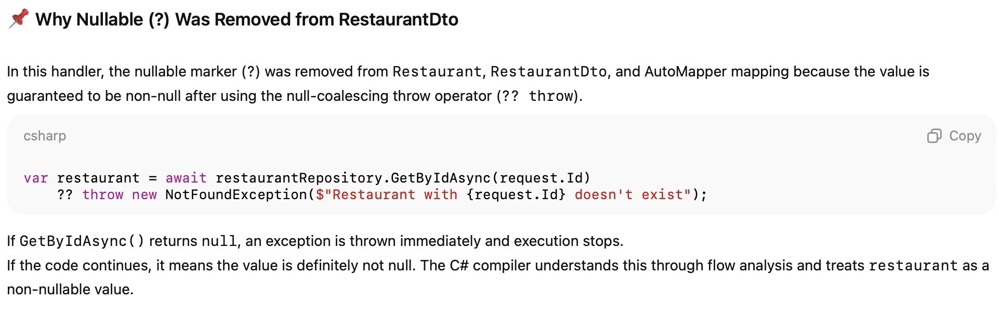 📌 Why Nullable (?) Was Removed from RestaurantDto
In this handler, the nullable marker (?) was removed from Restaurant, RestaurantDto, and AutoMapper mapping because the value is
guaranteed to be non-null after using the null-coalescing throw operator (?? throw).
csharp
Copy
var restaurant = await restaurantRepository.GetByIdAsync(request.Id)
    ?? throw new NotFoundException($"Restaurant with {request.Id} doesn't exist");
If GetByIdAsync() returns null, an exception is thrown immediately and execution stops.
If the code continues, it means the value is definitely not null. The C# compiler understands this through flow analysis and treats restaurant as a
non-nullable value.